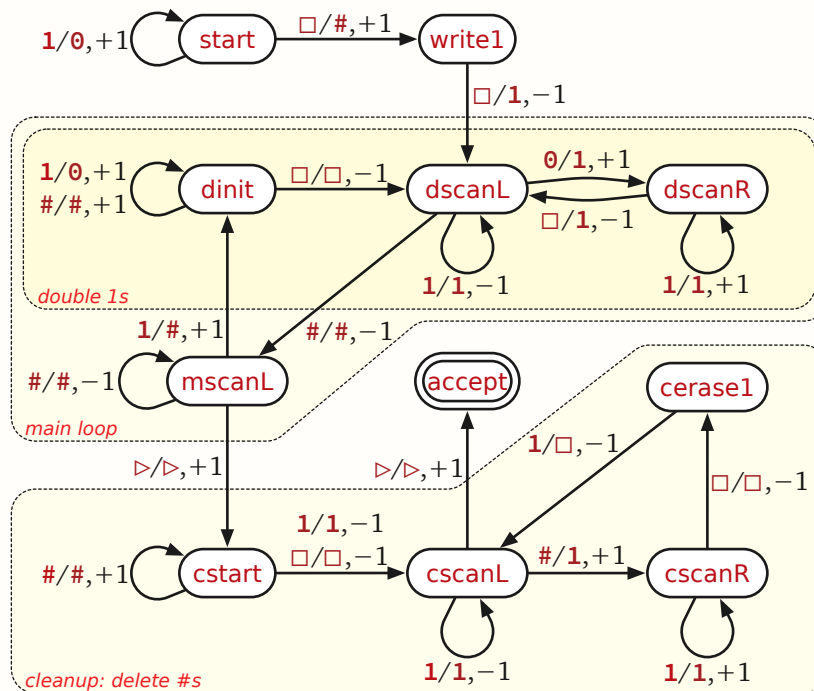 1/0,+1
start
□/#,+1
write1
□/1,−1
1/0,+1
#/#,+1
dinit
□/□,−1
dscanL
0/1,+1
□/1,−1
dscanR
1/1,−1
1/1,+1
double 1s
1/#,+1
#/#,−1
#/#,−1
mscanL
main loop
accept
cerase1
▷/▷,+1
▷/▷,+1
1/□,−1
□/□,−1
#/#,+1
cstart
1/1,−1
□/□,−1
cscanL
#/1,+1
cscanR
1/1,−1
1/1,+1
cleanup: delete #s